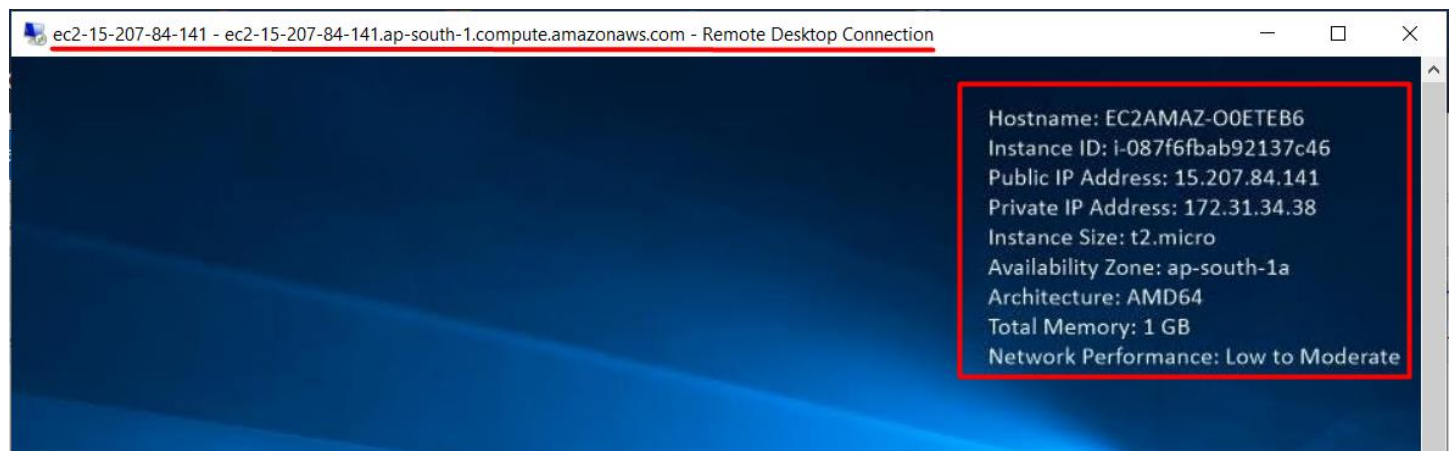 ec2-15-207-84-141 - ec2-15-207-84-141.ap-south-1.compute.amazonaws.com - Remote Desktop Connection
Hostname: EC2AMAZ-O0ETEB6
Instance ID: i-087f6fbab92137c46
Public IP Address: 15.207.84.141
Private IP Address: 172.31.34.38
Instance Size: t2.micro
Availability Zone: ap-south-1a
Architecture: AMD64
Total Memory: 1 GB
Network Performance: Low to Moderate